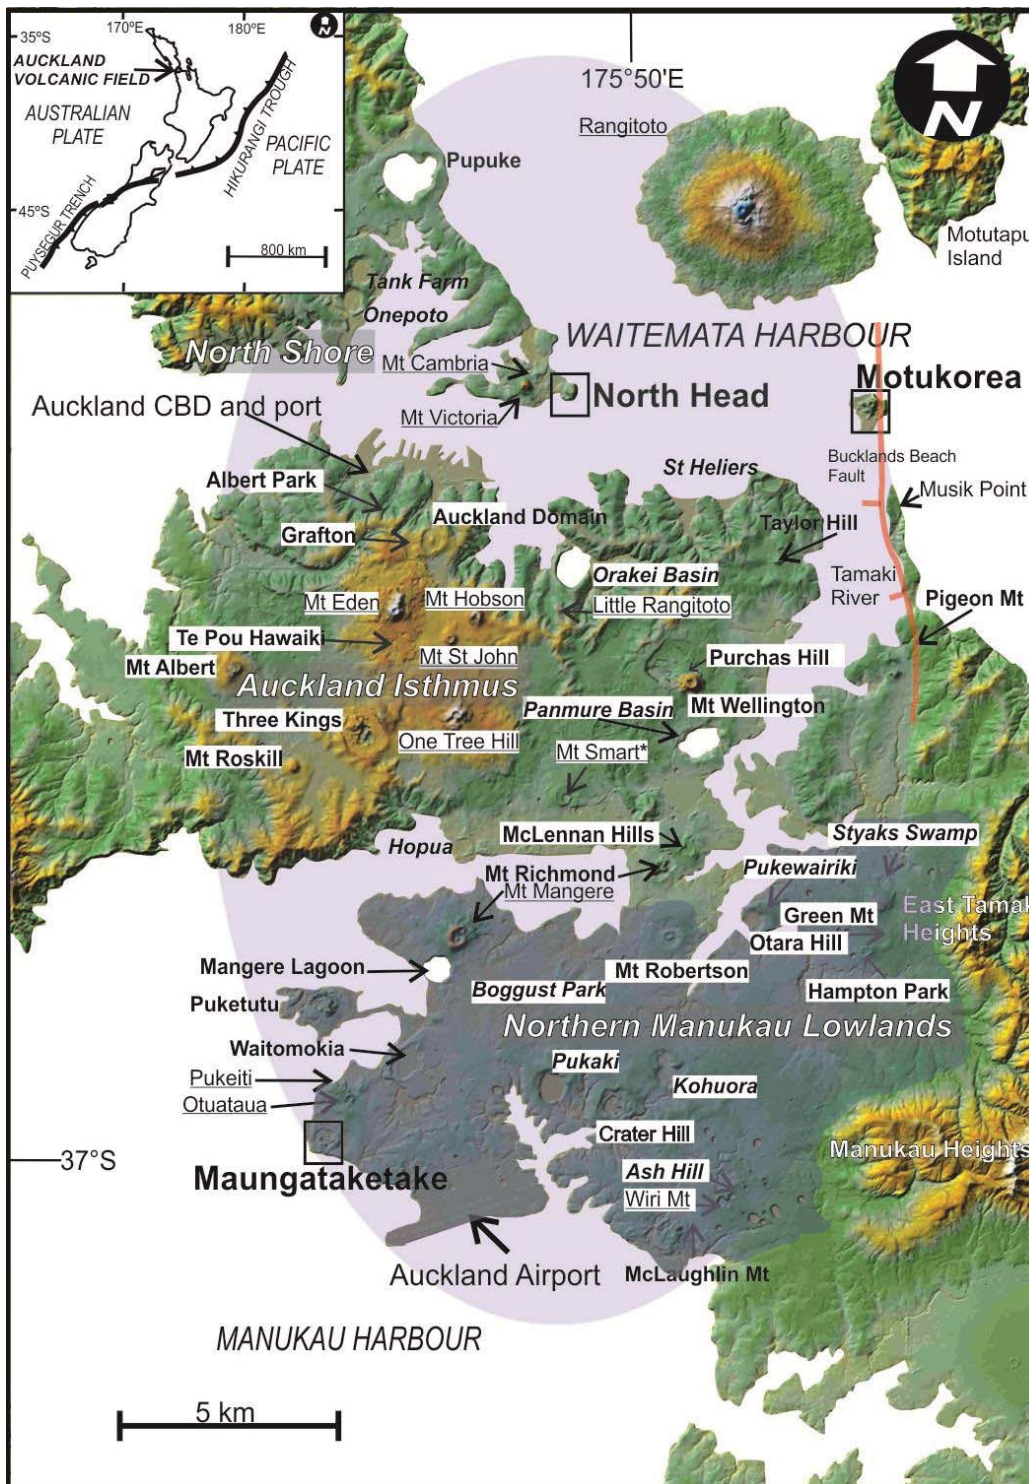 170ºE
180ºE
N
35ºS
AUCKLAND
VOLCANIC FIELD
AUSTRALIAN
PLATE
HIKURANGI TROUGH
PACIFIC
PLATE
45ºS
PUYSEGUR TRENCH
800 km
175°50'E
N
Rangitoto
Pupuke
Motutapu
Island
Tank Farm
Onepoto
WAITEMATA HARBOUR
North Shore
Mt Cambria
Motukorea
North Head
Auckland CBD and port
Mt Victoria
Bucklands Beach
Fault
St Heliers
Albert Park
Musik Point
Auckland Domain
Taylor Hill
Grafton
Orakei Basin
Tamaki
River
Mt Eden
Mt Hobson
Little Rangitoto
Pigeon Mt
Te Pou Hawaiki
Mt St John
Purchas Hill
Mt Albert
Auckland Isthmus
Mt Wellington
Panmure Basin
Three Kings
One Tree Hill
Mt Smart*
Mt Roskill
McLennan Hills
Styaks Swamp
Hopua
Pukewairiki
Mt Richmond
Mt Mangere
East Tamak
Heights
Green Mt
Otara Hill
Mangere Lagoon
Mt Robertson
Boggust Park
Hampton Park
Puketutu
Northern Manukau Lowlands
Waitomokia
Pukaki
Pukeiti
Kohuora
Otuataua
Crater Hill
37°S
Manukau Heights
Maungataketake
Ash Hill
Wiri Mt
Auckland Airport
McLaughlin Mt
MANUKAU HARBOUR
5 km